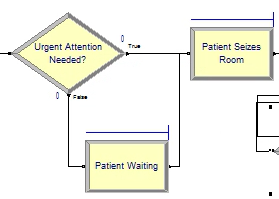 Urgent Attention
Needed?
0
True
0
False
Patient Seizes
Room
Patient Waiting